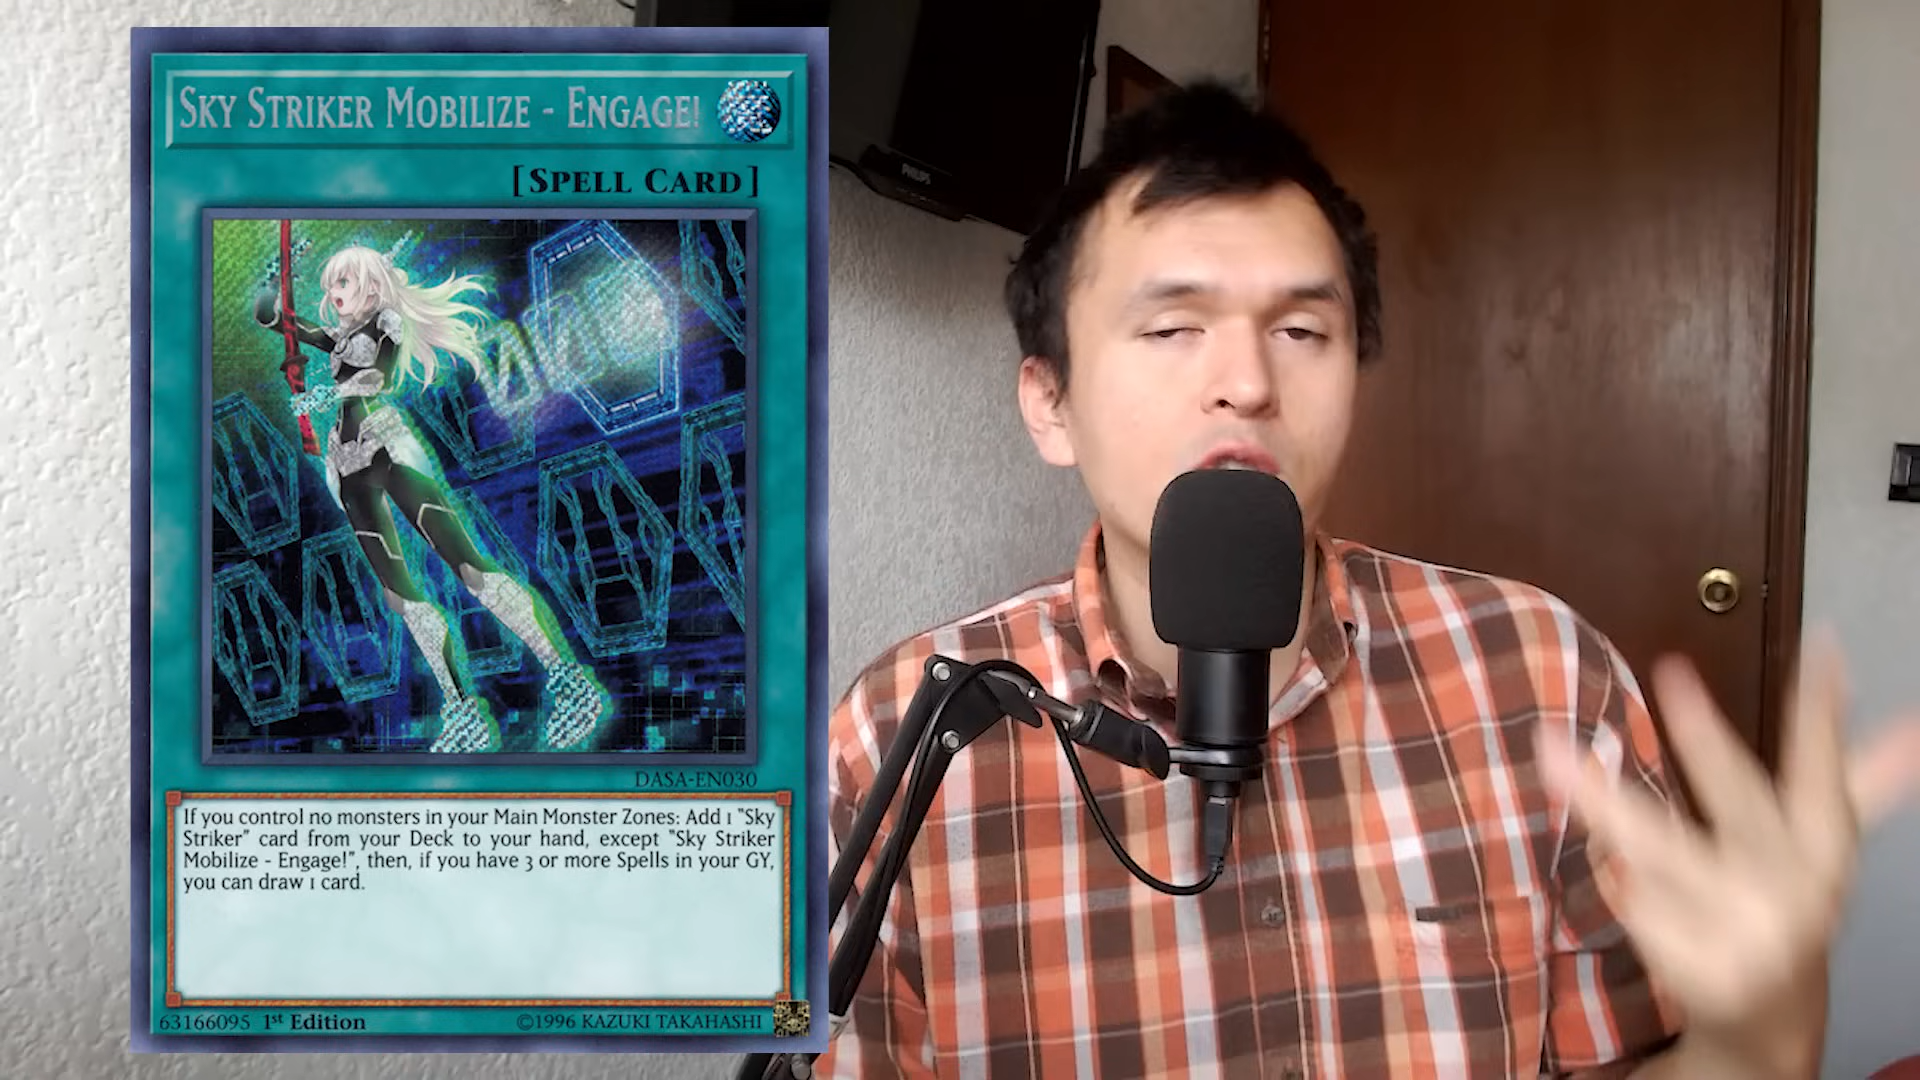 SKY STRIKER MOBILIZE - ENGAGE!
[SPELL CARD]
DASA-EN030
If you control no monsters in your Main Monster Zones: Add 1 "Sky
Striker" card from your Deck to your hand, except "Sky Striker
Mobilize - Engage!", then, if you have 3 or more Spells in your GY,
you can draw 1 card.
63166095 1st Edition ©1996 KAZUKI TAKAHASHI
PHILIPS